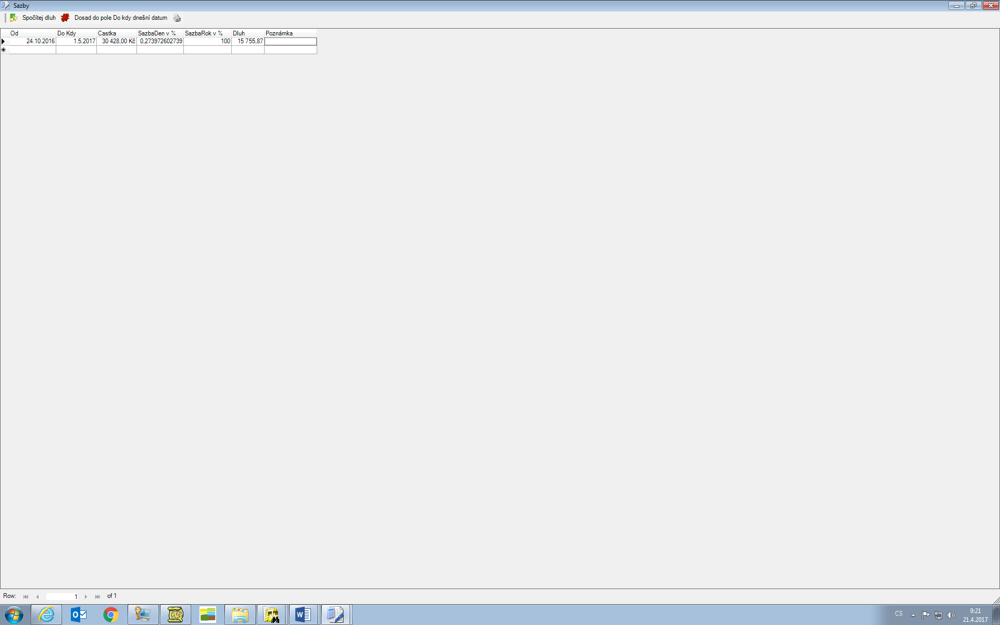 Sazby
Spočítej dluh Dosad do pole Do kdy dnešní datum
Od Do Kdy Castka SazbaDen v % SazbaRok v % Dluh Poznámka
24.10.2016 1.5.2017 30 428,00 Kč 0,273972602739 100 15 755,87
Row: 1 of 1
CS 9:21
21.4.2017